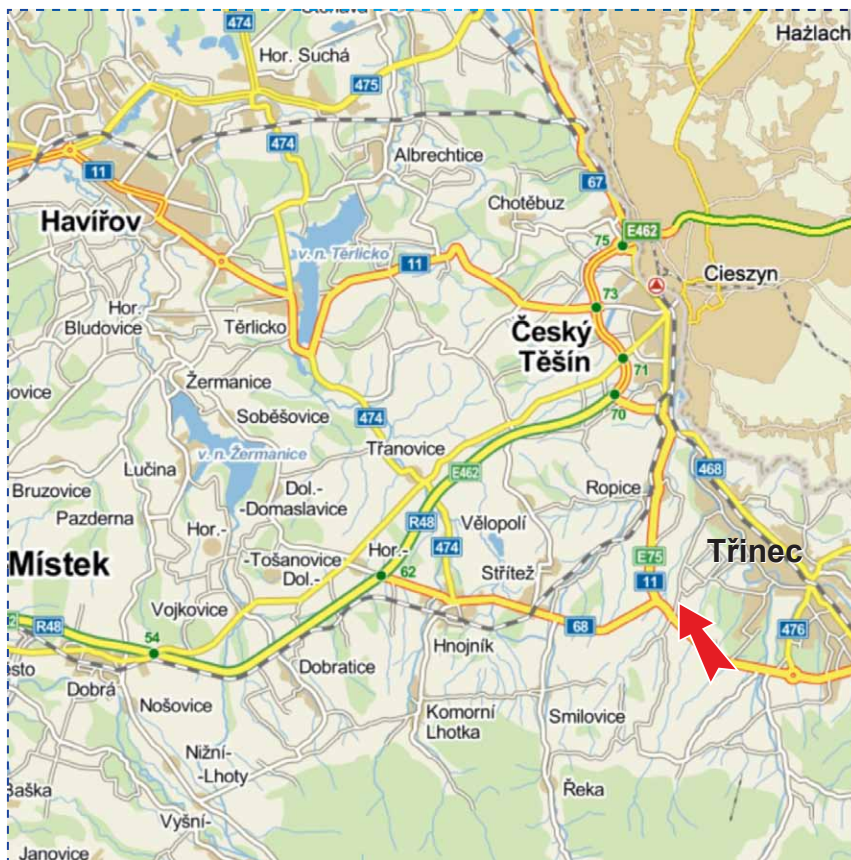 Stonava
474
Hažlach
Hor. Suchá
475
474
Albrechtice
11
67
Chotěbuz
Havířov
75
E462
v. n. Těrlicko
11
Cieszyn
73
Hor.
Bludovice
Těrlicko
Český
Těšín
71
Žermanice
70
Soběšovice
474
v. n. Žermanice
Třanovice
Lučina
E462
468
Bruzovice
Dol.-
-Domaslavice
Ropice
Pazderna
R48
Vělopolí
Hor.-
Místek
-Tošanovice
Dol.-
Hor.-
474
E75
Třinec
62
Střítež
11
Vojkovice
R48
54
68
476
Hnojník
Dobratice
Dobrá
Nošovice
Komorní
Lhotka
Smilovice
Nižní-
-Lhoty
Řeka
Baška
Vyšní-
Janovice